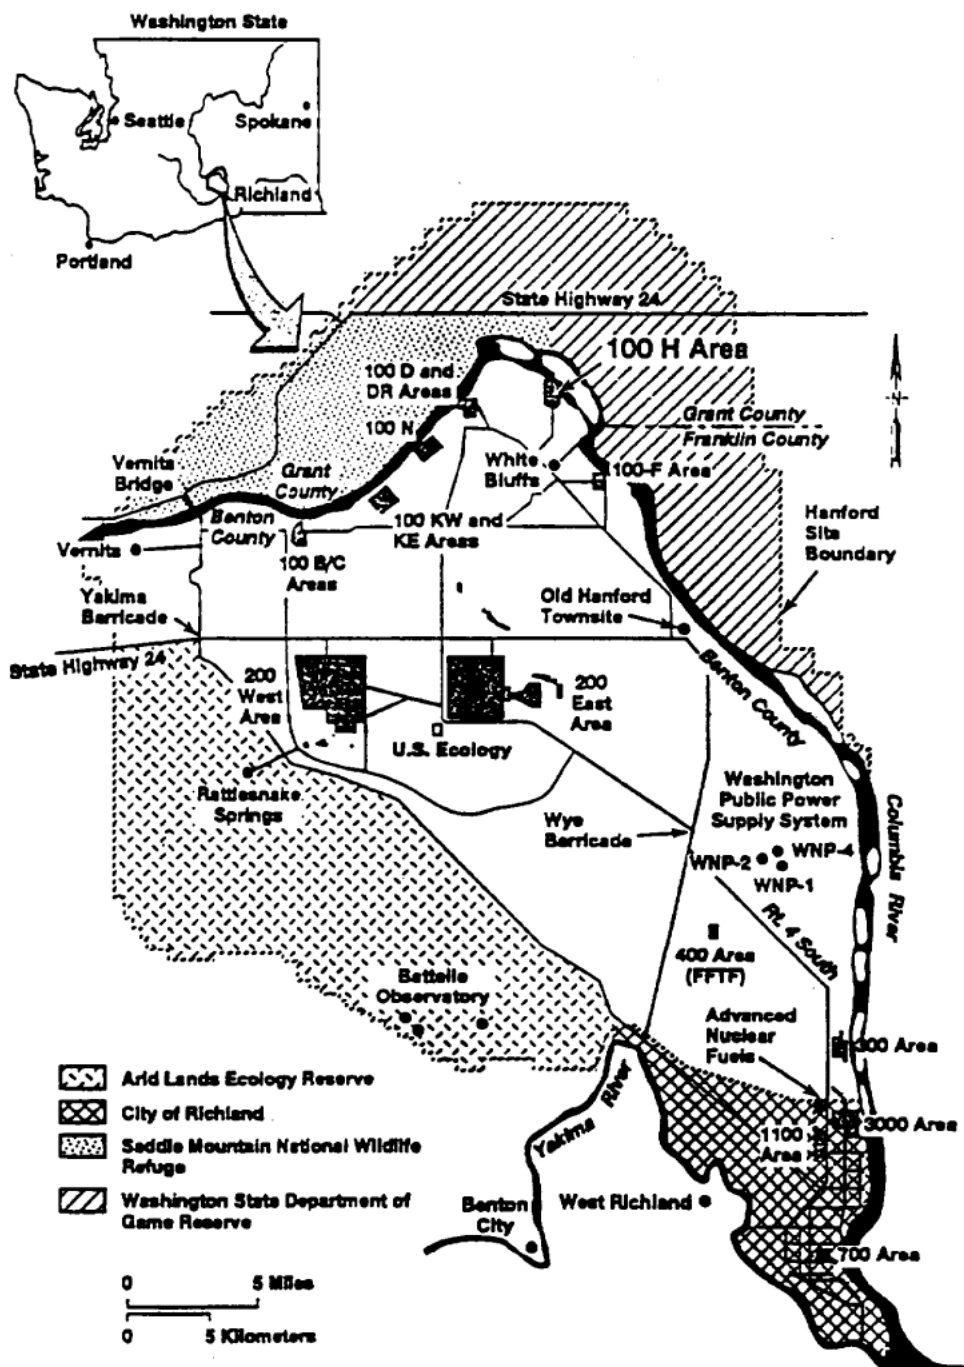 Washington State
Seattle
Spokane
Richland
Portland
State Highway 24
100 H Area
100 D and
DR Areas
100 N
Grant County
Franklin County
White
Bluffs
100-F Area
Vernita
Bridge
Grant
County
Benton
County
100 KW and
KE Areas
Hanford
Site
Boundary
Vernita
100 B/C
Areas
Yakima
Barricade
Old Hanford
Townsite
State Highway 24
200
West
Area
200
East
Area
Benton County
U.S. Ecology
Rattlesnake
Springs
Washington
Public Power
Supply System
Wye
Barricade
WNP-4
WNP-2
WNP-1
Columbia River
Rt. 4 South
400 Area
(FFTF)
Battelle
Observatory
Advanced
Nuclear
Fuels
300 Area
Arid Lands Ecology Reserve
City of Richland
Saddle Mountain National Wildlife
Refuge
Washington State Department of
Game Reserve
Yakima River
3000 Area
1100
Area
West Richland
Benton
City
700 Area
0 5 Miles
0 5 Kilometers